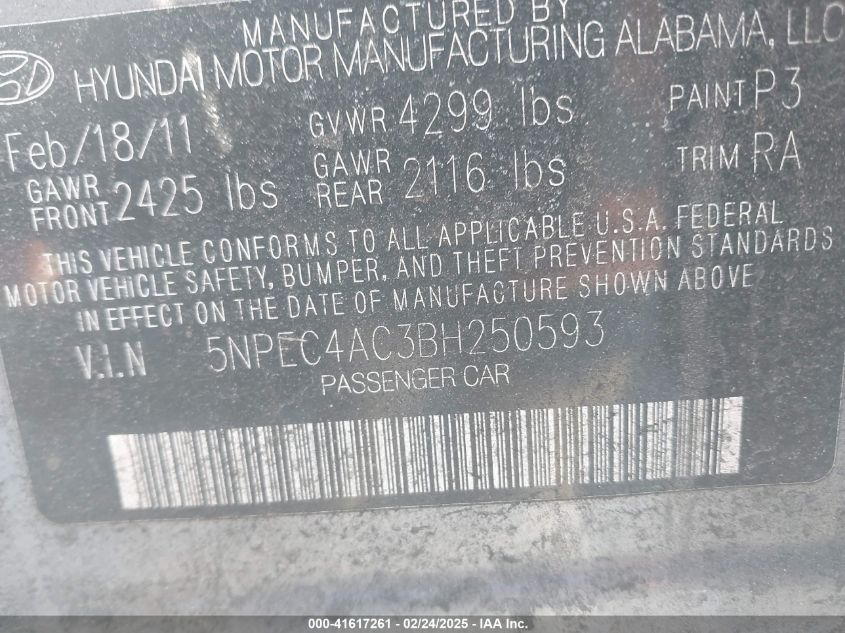 MANUFACTURED BY
HYUNDAI MOTOR MANUFACTURING ALABAMA, LLC
Feb/18/11 GVWR 4299 lbs PAINT P3
GAWR FRONT 2425 lbs GAWR REAR 2116 lbs TRIM RA
THIS VEHICLE CONFORMS TO ALL APPLICABLE U.S.A. FEDERAL
MOTOR VEHICLE SAFETY, BUMPER, AND THEFT PREVENTION STANDARDS
IN EFFECT ON THE DATE OF MANUFACTURE SHOWN ABOVE
V.I.N 5NPEC4AC3BH250593
PASSENGER CAR
000-41617261 - 02/24/2025 - IAA Inc.